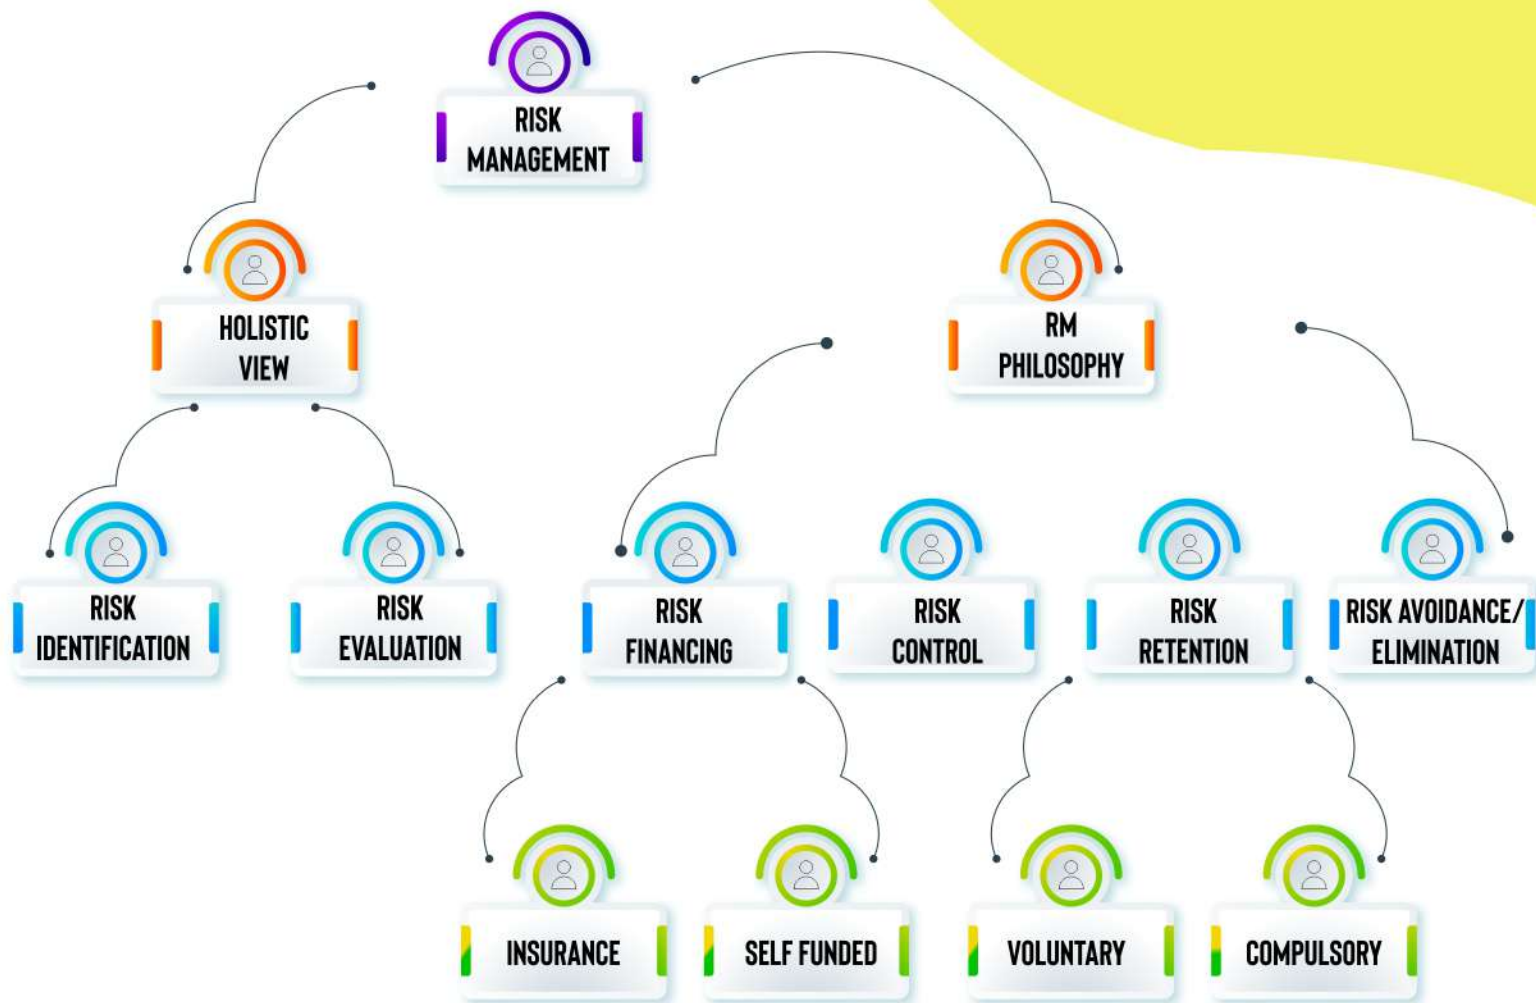 RISK
MANAGEMENT
HOLISTIC
VIEW
RM
PHILOSOPHY
RISK
IDENTIFICATION
RISK
EVALUATION
RISK
FINANCING
RISK
CONTROL
RISK
RETENTION
RISK AVOIDANCE/
ELIMINATION
INSURANCE
SELF FUNDED
VOLUNTARY
COMPULSORY